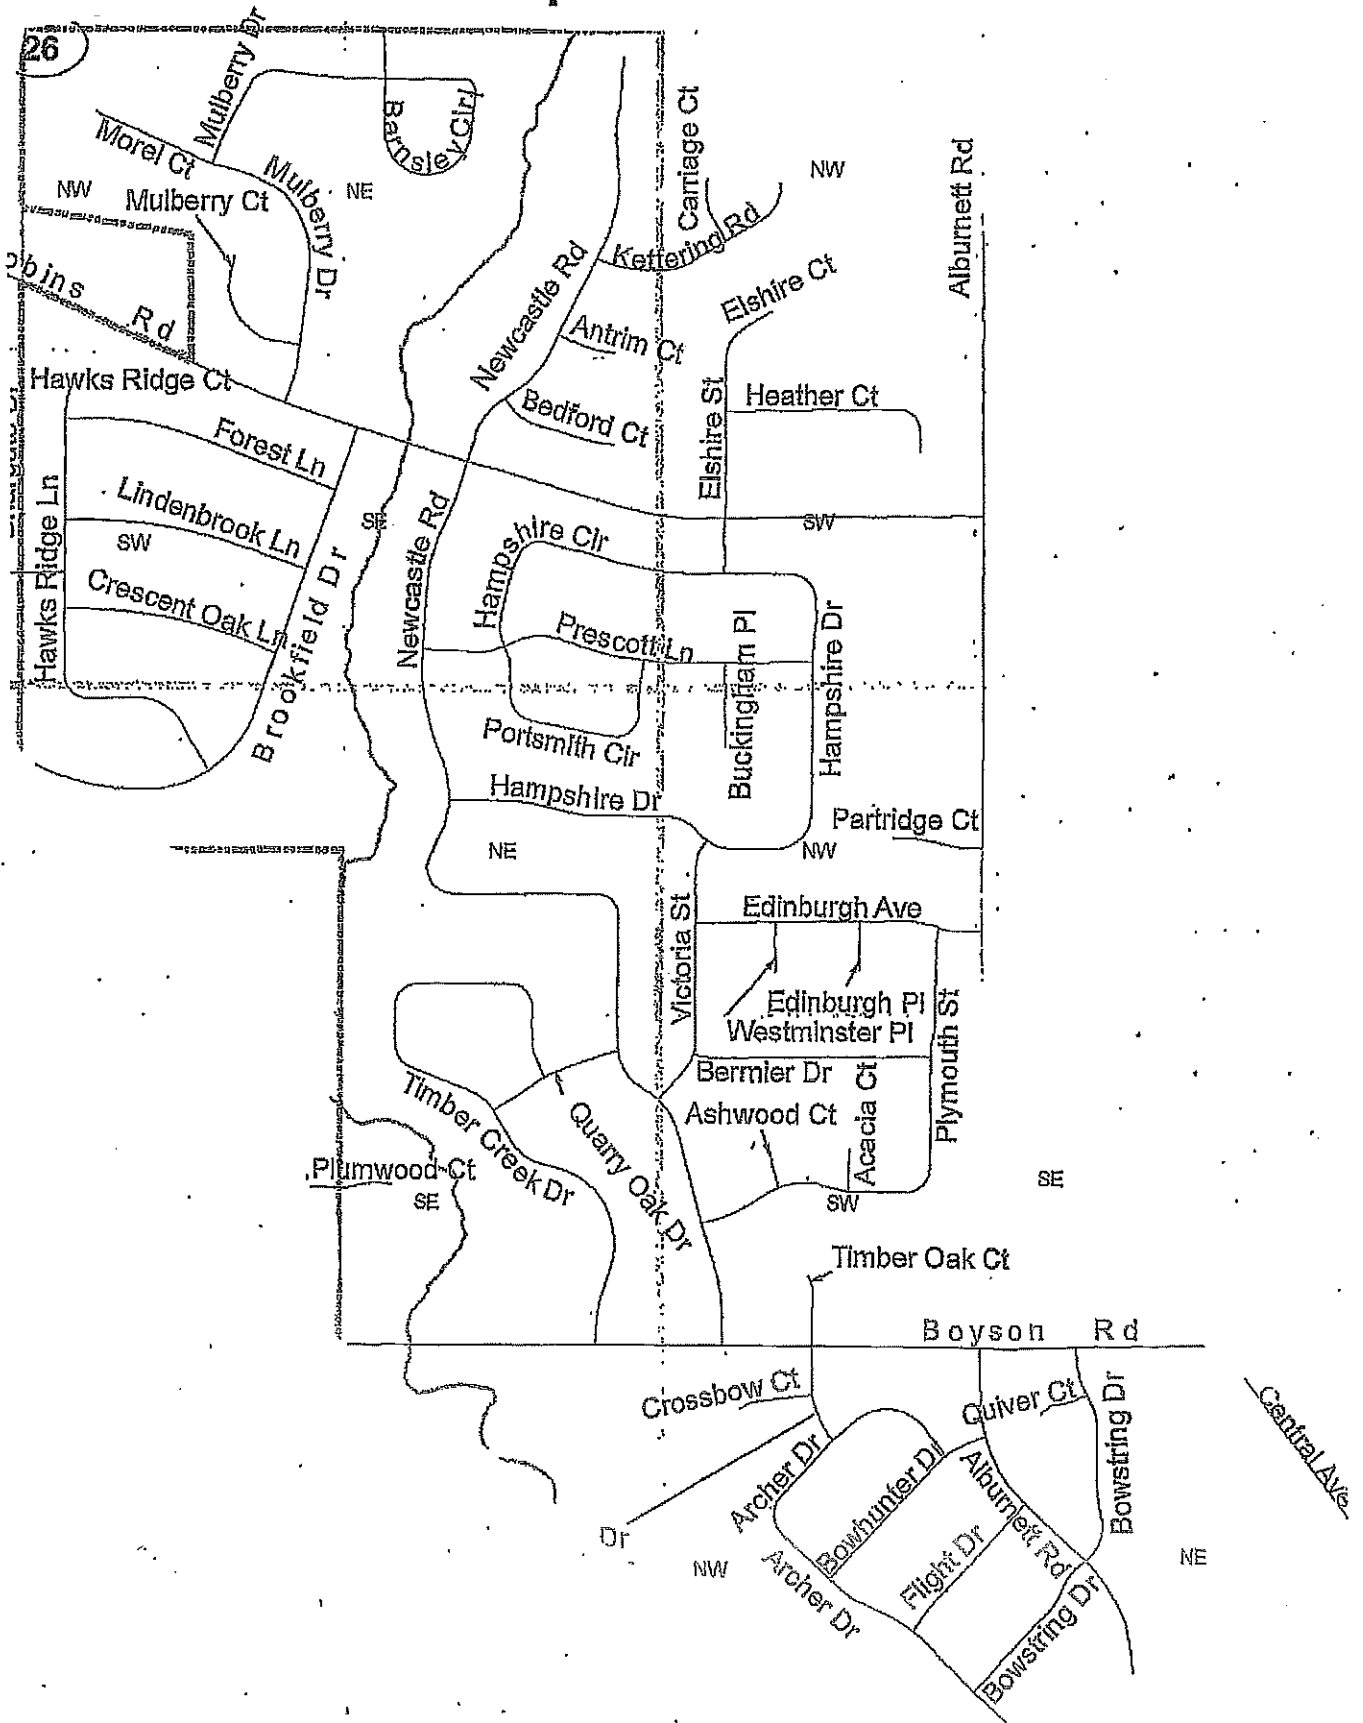 26
Mulberry Dr
Morel Ct
Mulberry Dr
Barnsley Cir
NW
Mulberry Ct
NE
Carriage Ct
NW
Alburnett Rd
Kettering Rd
obins Rd
Newcastle Rd
Elshire Ct
Antrim Ct
Hawks Ridge Ct
Bedford Ct
Elshire St
Heather Ct
Forest Ln
Lindenbrook Ln
Hawks Ridge Ln
SW
SE
Newcastle Rd
Hampshire Cir
SW
Crescent Oak Ln
Brookfield Dr
Prescott Ln
Buckingham Pl
Hampshire Dr
Portsmith Cir
Hampshire Dr
Partridge Ct
NE
NW
Victoria St
Edinburgh Ave
Edinburgh Pl
Westminster Pl
Plymouth St
Bermier Dr
Timber Creek Dr
Quarry Oak Dr
Ashwood Ct
Acacia Ct
Plumwood Ct
SE
SW
SE
Timber Oak Ct
Boyson Rd
Crossbow Ct
Quiver Ct
Bowstring Dr
Central Ave
Archer Dr
Bowhunter Dr
Alburnett Rd
Dr
NW
Archer Dr
Flight Dr
NE
Bowstring Dr